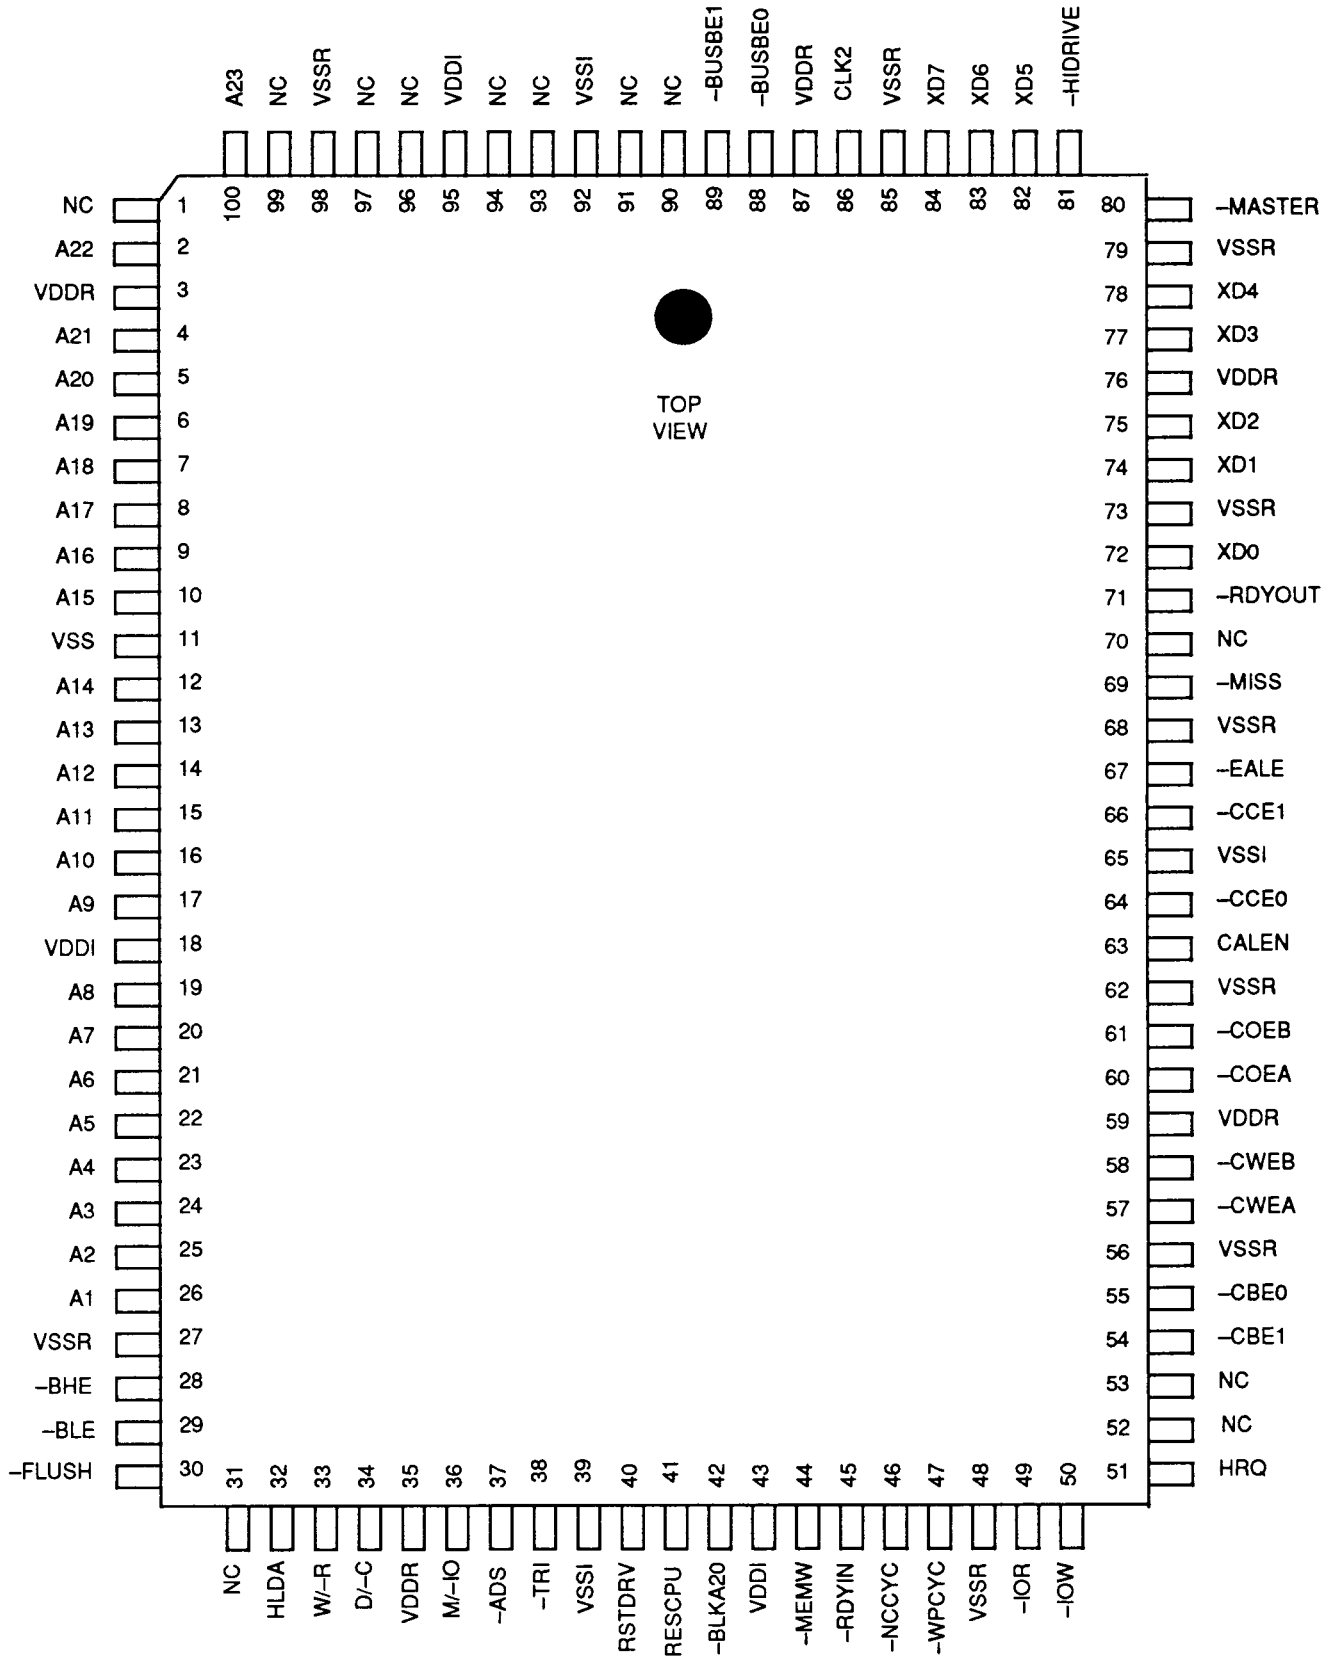 A23 NC VSSR NC NC VDDI NC NC VSSI NC NC -BUSBE1 -BUSBE0 VDDR CLK2 VSSR XD7 XD6 XD5 -HIDRIVE
100 99 98 97 96 95 94 93 92 91 90 89 88 87 86 85 84 83 82 81
NC 1
A22 2
VDDR 3
A21 4
A20 5
A19 6
A18 7
A17 8
A16 9
A15 10
VSS 11
A14 12
A13 13
A12 14
A11 15
A10 16
A9 17
VDDI 18
A8 19
A7 20
A6 21
A5 22
A4 23
A3 24
A2 25
A1 26
VSSR 27
-BHE 28
-BLE 29
-FLUSH 30
TOP
VIEW
80 -MASTER
79 VSSR
78 XD4
77 XD3
76 VDDR
75 XD2
74 XD1
73 VSSR
72 XD0
71 -RDYOUT
70 NC
69 -MISS
68 VSSR
67 -EALE
66 -CCE1
65 VSSI
64 -CCE0
63 CALEN
62 VSSR
61 -COEB
60 -COEA
59 VDDR
58 -CWEB
57 -CWEA
56 VSSR
55 -CBE0
54 -CBE1
53 NC
52 NC
51 HRQ
31 32 33 34 35 36 37 38 39 40 41 42 43 44 45 46 47 48 49 50
NC HLDA W/-R D/-C VDDR M/-IO -ADS -TRI VSSI RSTDRV RESCPU -BLKA20 VDDI -MEMW -RDYIN -NCCYC -WPCYC VSSR -IOR -IOW